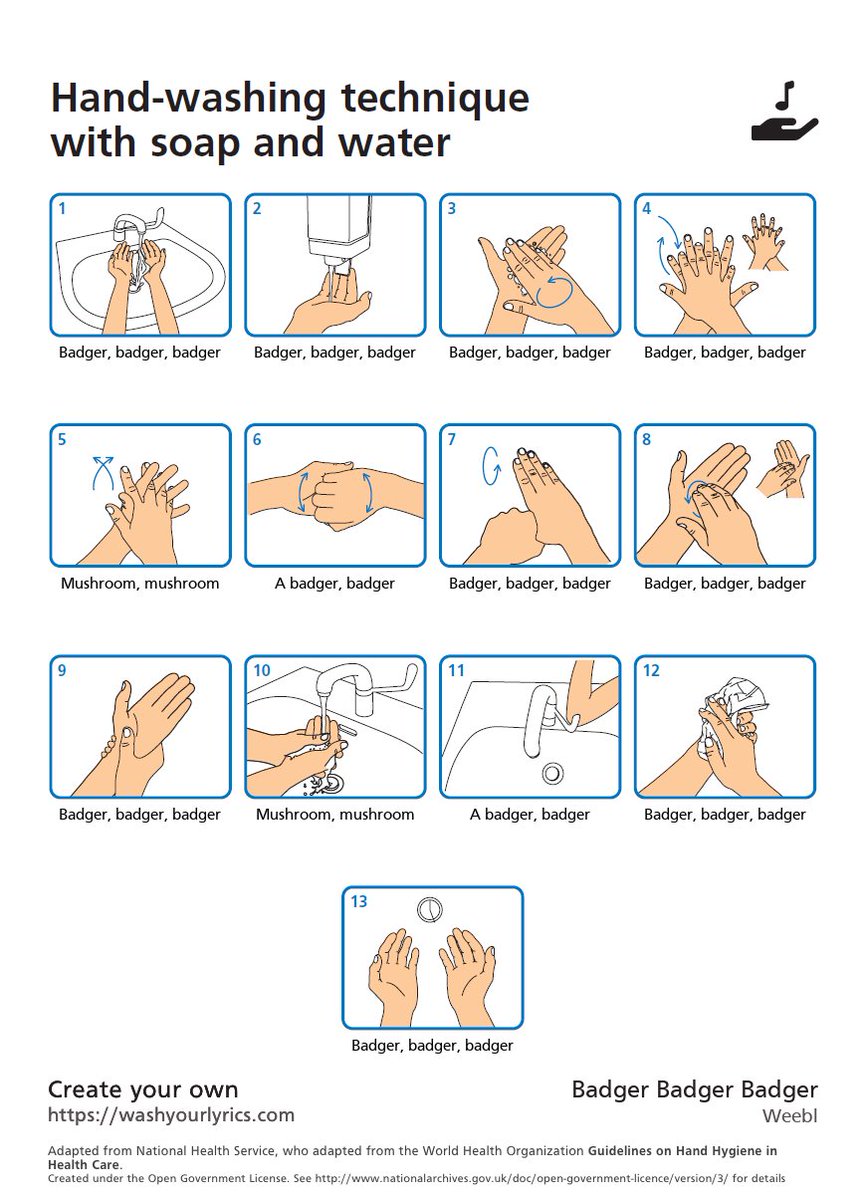 Hand-washing technique
with soap and water
1
Badger, badger, badger
2
Badger, badger, badger
3
Badger, badger, badger
4
Badger, badger, badger
5
Mushroom, mushroom
6
A badger, badger
7
Badger, badger, badger
8
Badger, badger, badger
9
Badger, badger, badger
10
Mushroom, mushroom
11
A badger, badger
12
Badger, badger, badger
13
Badger, badger, badger
Create your own
https://washyourlyrics.com
Badger Badger Badger
Weebl
Adapted from National Health Service, who adapted from the World Health Organization Guidelines on Hand Hygiene in
Health Care.
Created under the Open Government License. See http://www.nationalarchives.gov.uk/doc/open-government-licence/version/3/ for details